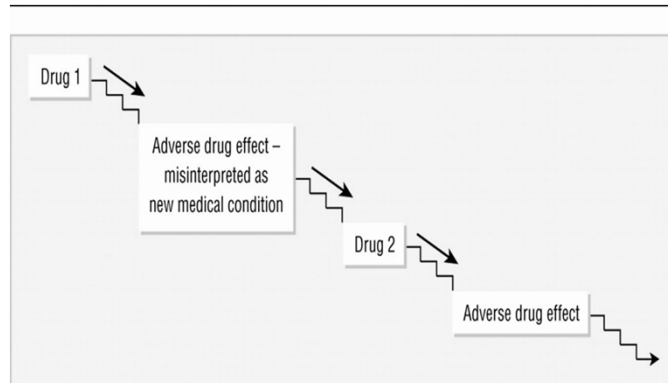 Drug 1
Adverse drug effect –
misinterpreted as
new medical condition
Drug 2
Adverse drug effect